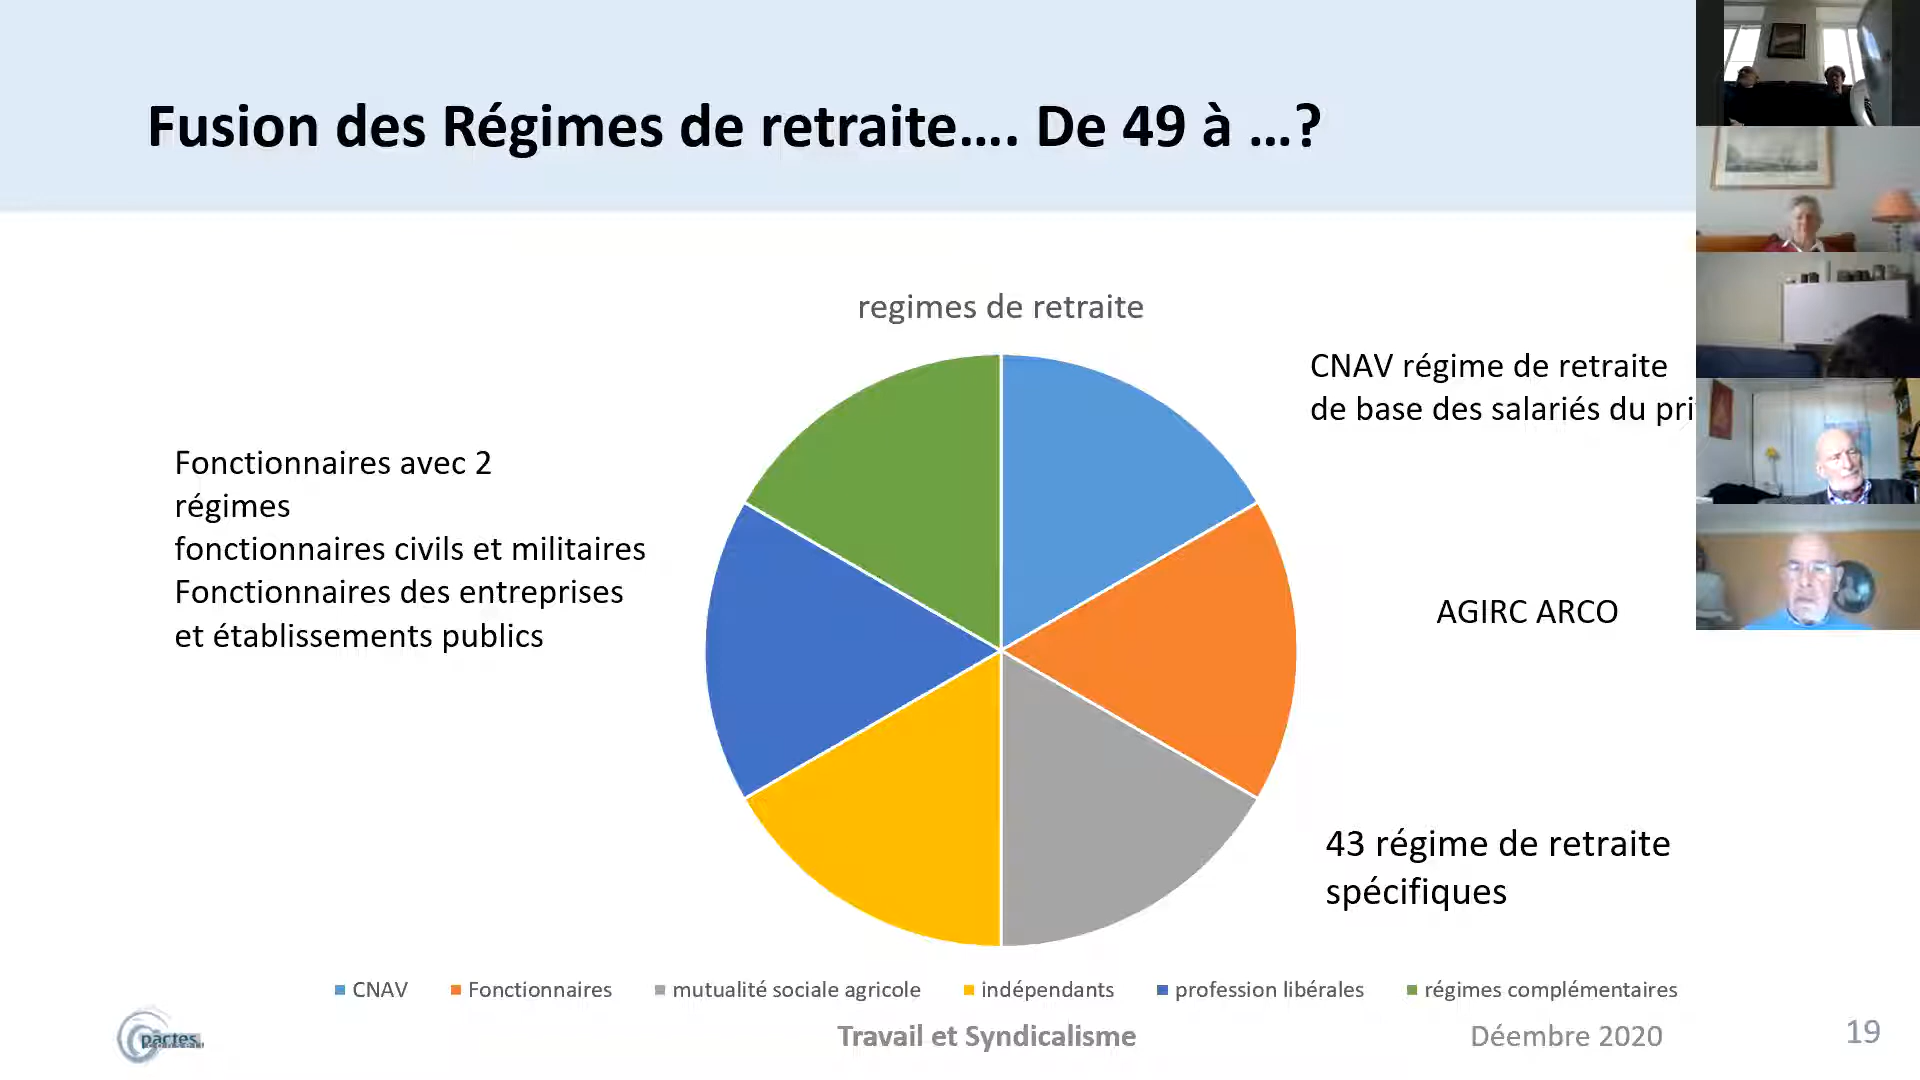 Fusion des Régimes de retraite.... De 49 à ...?
regimes de retraite
CNAV régime de retraite
de base des salariés du pri
Fonctionnaires avec 2
régimes
fonctionnaires civils et militaires
Fonctionnaires des entreprises
et établissements publics
AGIRC ARCO
43 régime de retraite
spécifiques
CNAV
Fonctionnaires
mutualité sociale agricole
indépendants
profession libérales
régimes complémentaires
pactes
conseil
Travail et Syndicalisme
Déembre 2020
19